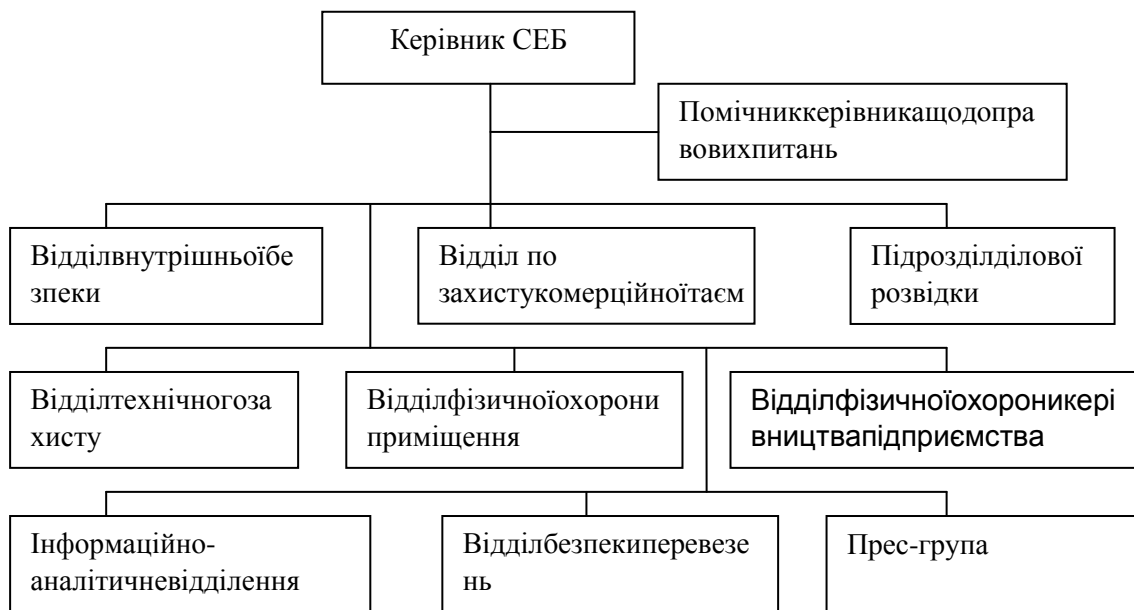 Керівник СЕБ
Помічниккерівникащодопра
вовихпитань
Відділвнутрішньоїбе
зпеки
Відділ по
захистукомерційноїтаєм
Підрозділділової
розвідки
Відділтехнічногоза
хисту
Відділфізичноїохорони
приміщення
Відділфізичноїохороникері
вництвапідприємства
Інформаційно-
аналітичневідділення
Відділбезпекиперевезе
нь
Прес-група